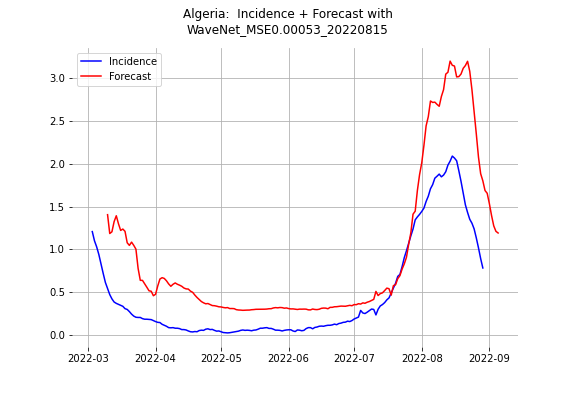 Algeria:  Incidence + Forecast with
WaveNet_MSE0.00053_20220815
Incidence
Forecast
3.0
2.5
2.0
1.5
1.0
0.5
0.0
2022-03 2022-04 2022-05 2022-06 2022-07 2022-08 2022-09